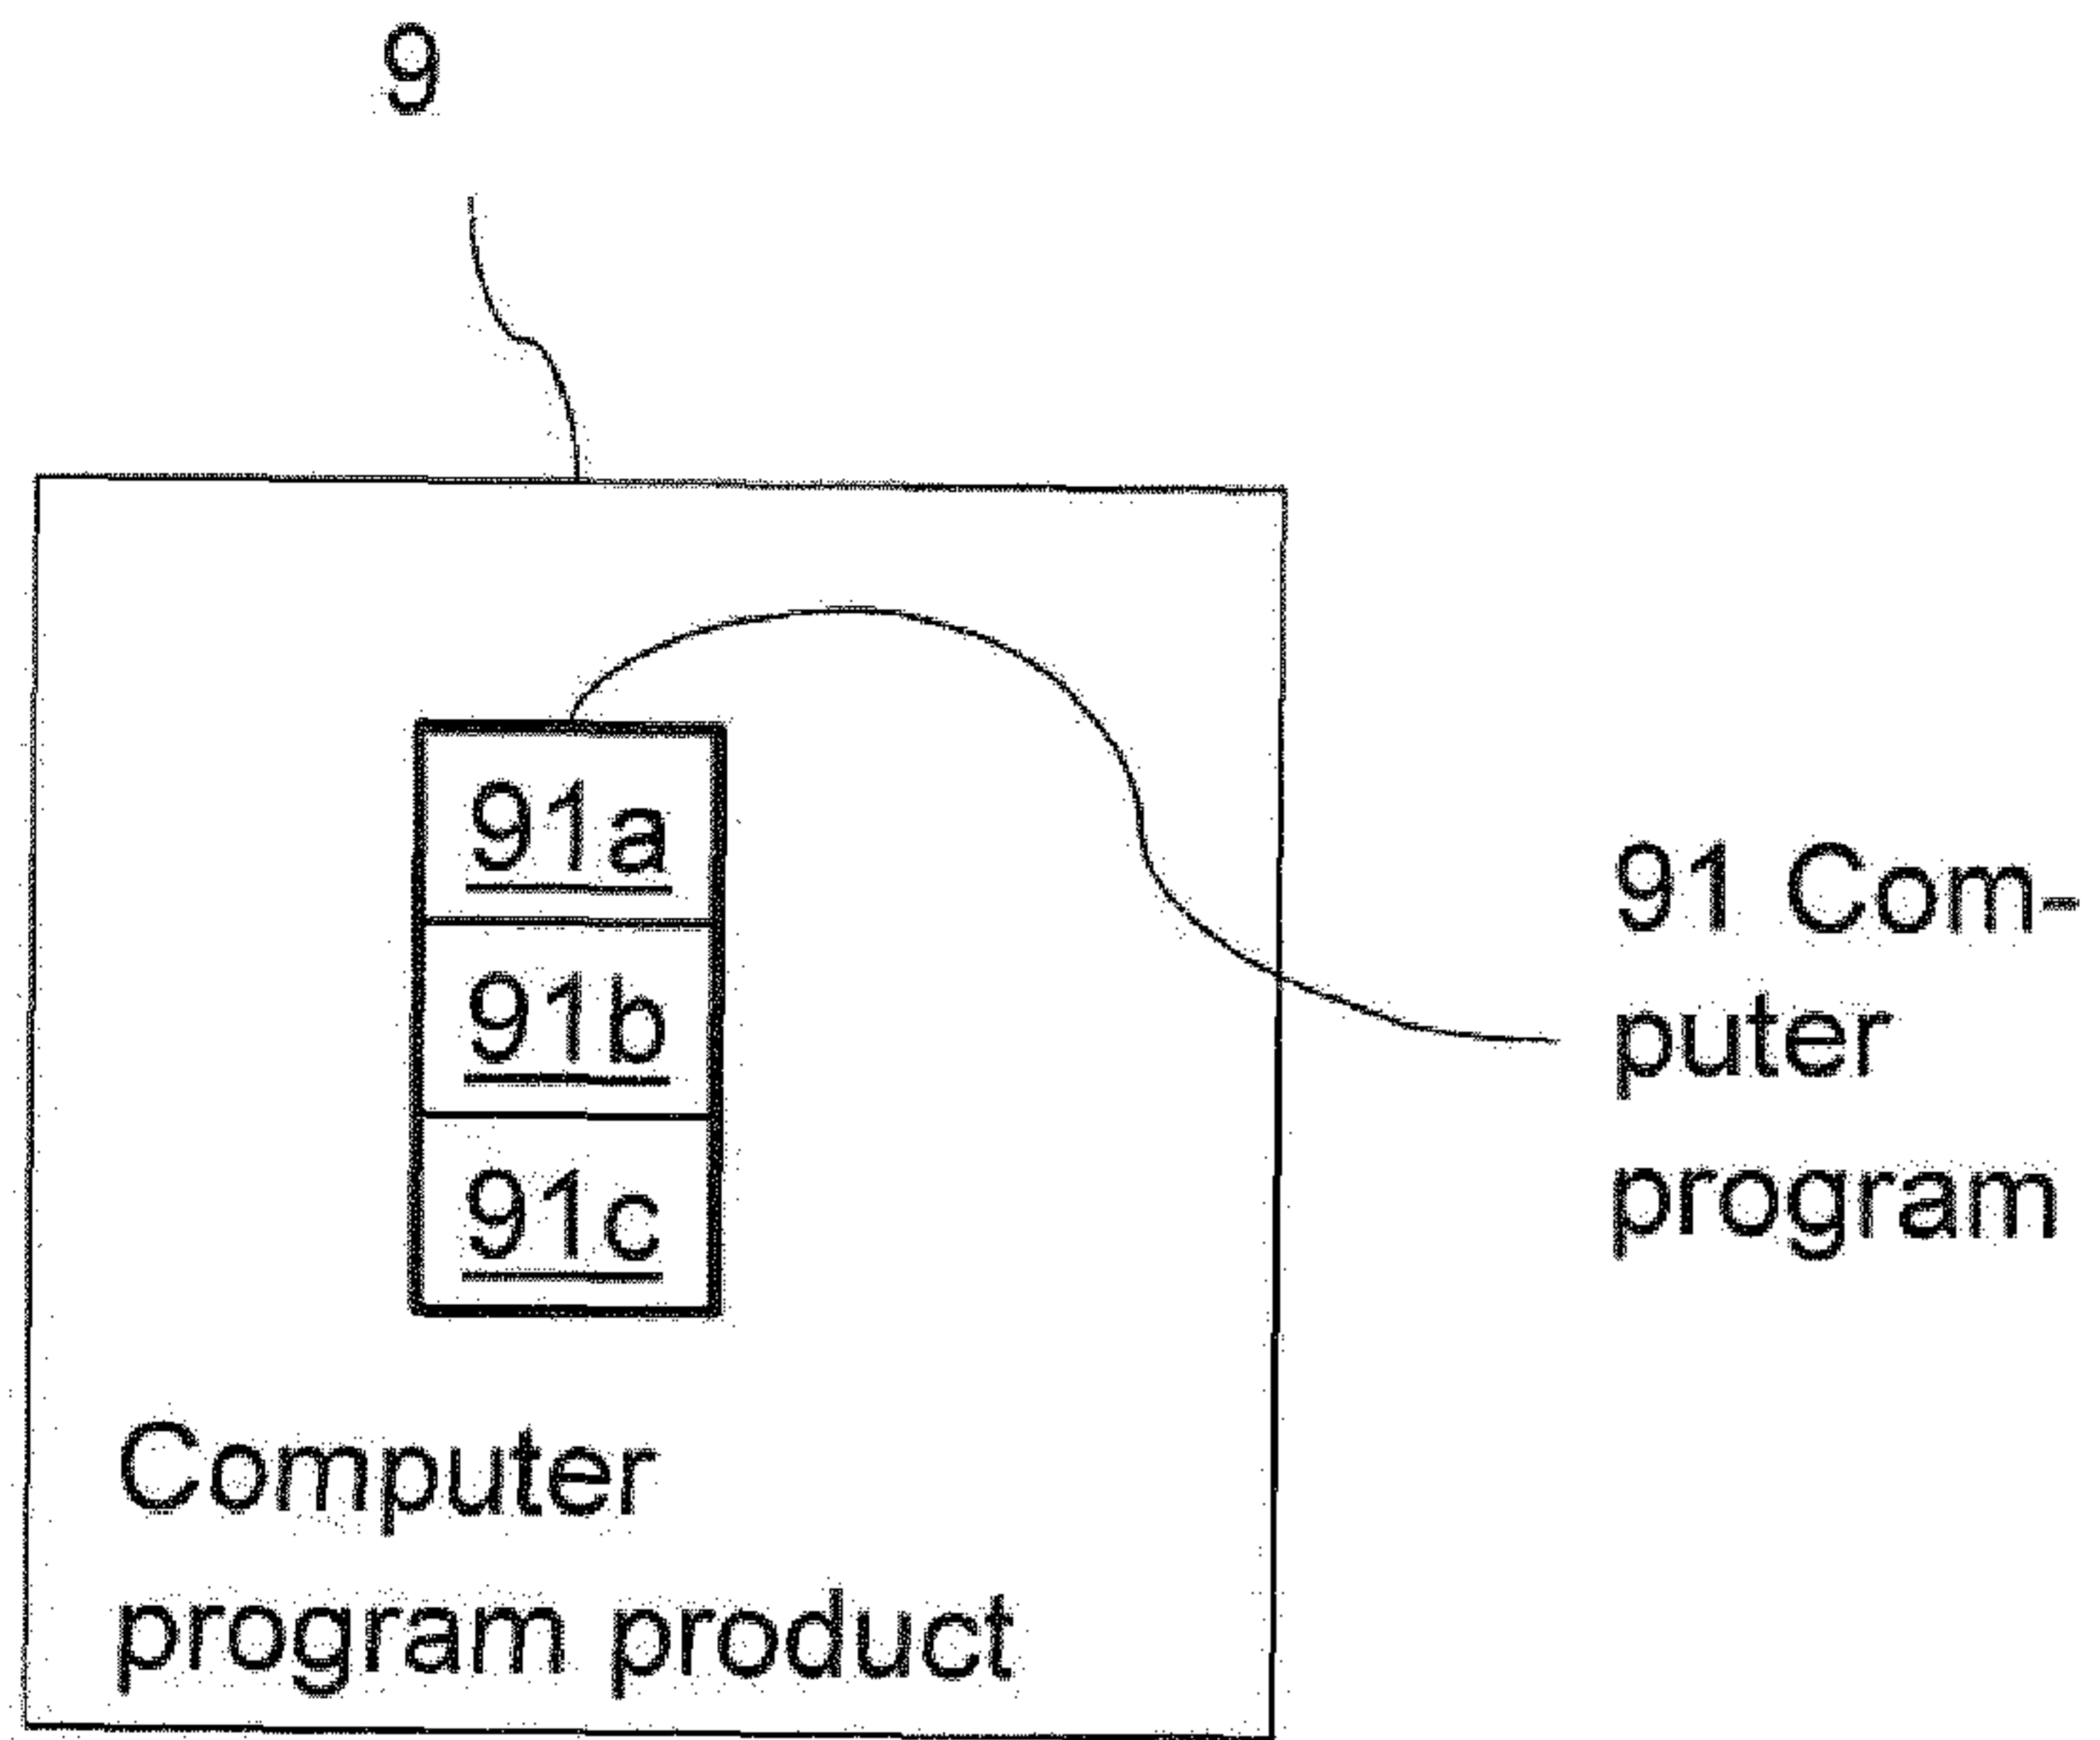 9
91a
91b
91c
91 Com-
puter
program
Computer
program product